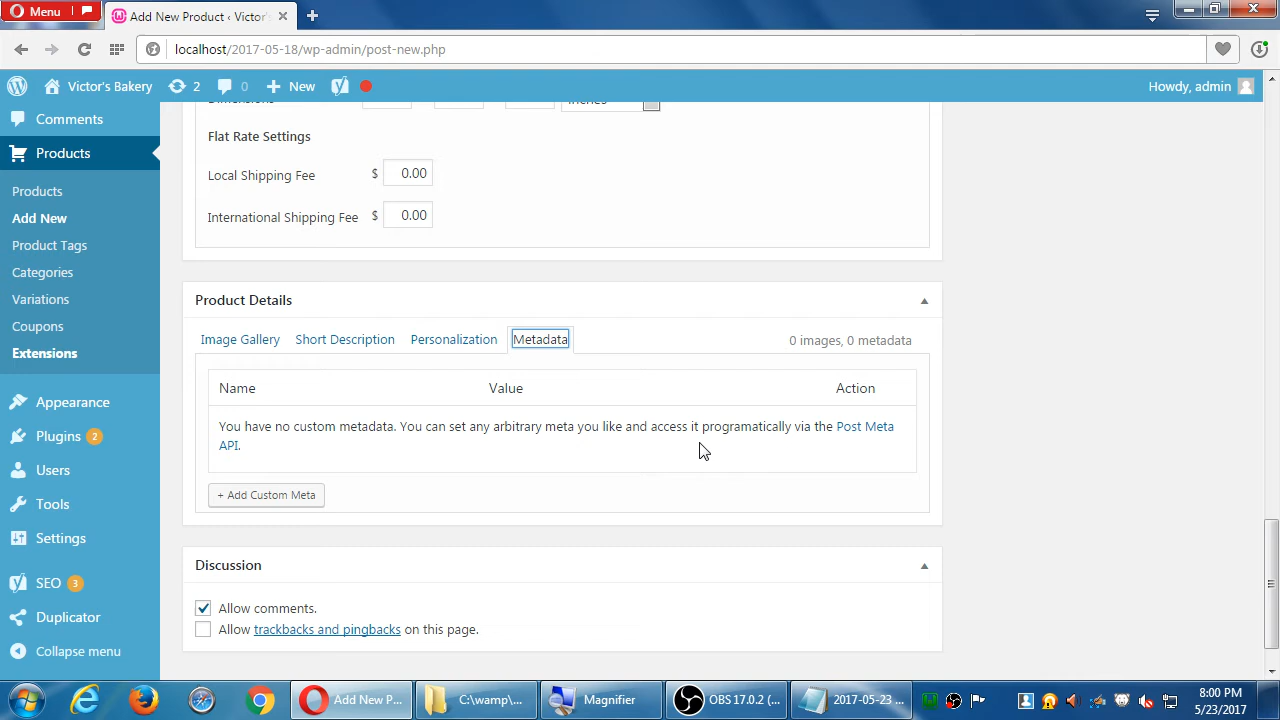 Menu
Add New Product ‹ Victor's
localhost/2017-05-18/wp-admin/post-new.php
Victor's Bakery 2 0 New Howdy, admin
Comments
Products
Products
Add New
Product Tags
Categories
Variations
Coupons
Extensions
Appearance
Plugins 2
Users
Tools
Settings
SEO 3
Duplicator
Collapse menu
Dimensions inches
Flat Rate Settings
Local Shipping Fee $ 0.00
International Shipping Fee $ 0.00
Product Details
Image Gallery Short Description Personalization Metadata 0 images, 0 metadata
Name Value Action
You have no custom metadata. You can set any arbitrary meta you like and access it programatically via the Post Meta
API.
+ Add Custom Meta
Discussion
Allow comments.
Allow trackbacks and pingbacks on this page.
Add New P... C:\wamp\... Magnifier OBS 17.0.2 (... 2017-05-23 ... 8:00 PM
5/23/2017